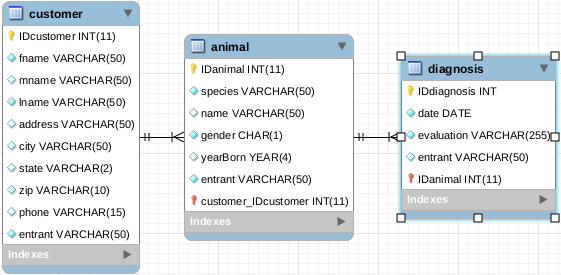 customer
IDcustomer INT(11)
fname VARCHAR(50)
mname VARCHAR(50)
lname VARCHAR(50)
address VARCHAR(50)
city VARCHAR(50)
state VARCHAR(2)
zip VARCHAR(10)
phone VARCHAR(15)
entrant VARCHAR(50)
Indexes
animal
IDanimal INT(11)
species VARCHAR(50)
name VARCHAR(50)
gender CHAR(1)
yearBorn YEAR(4)
entrant VARCHAR(50)
customer_IDcustomer INT(11)
Indexes
diagnosis
IDdiagnosis INT
date DATE
evaluation VARCHAR(255)
entrant VARCHAR(50)
IDanimal INT(11)
Indexes